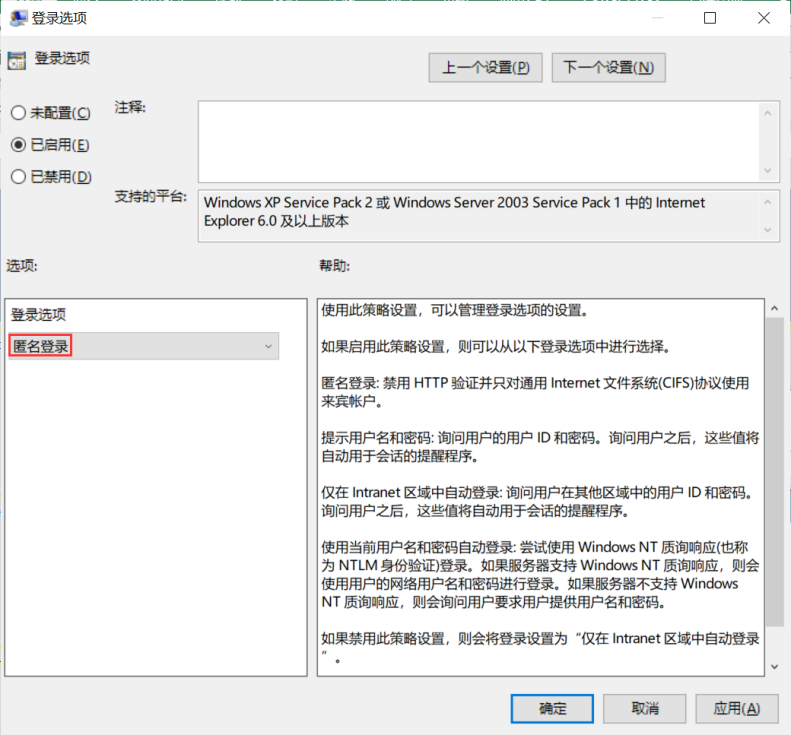 登录选项
登录选项
上一个设置(P)
下一个设置(N)
未配置(C)
注释:
已启用(E)
已禁用(D)
支持的平台:
Windows XP Service Pack 2 或 Windows Server 2003 Service Pack 1 中的 Internet
Explorer 6.0 及以上版本
选项:
帮助:
登录选项
匿名登录
使用此策略设置，可以管理登录选项的设置。
如果启用此策略设置，则可以从以下登录选项中进行选择。
匿名登录: 禁用 HTTP 验证并只对通用 Internet 文件系统(CIFS)协议使用
来宾帐户。
提示用户名和密码: 询问用户的用户 ID 和密码。询问用户之后，这些值将
自动用于会话的提醒程序。
仅在 Intranet 区域中自动登录: 询问用户在其他区域中的用户 ID 和密码。
询问用户之后，这些值将自动用于会话的提醒程序。
使用当前用户名和密码自动登录: 尝试使用 Windows NT 质询响应(也称
为 NTLM 身份验证)登录。如果服务器支持 Windows NT 质询响应，则会
使用用户的网络用户名和密码进行登录。如果服务器不支持 Windows
NT 质询响应，则会询问用户要求用户提供用户名和密码。
如果禁用此策略设置，则会将登录设置为“仅在 Intranet 区域中自动登录
”。
确定
取消
应用(A)